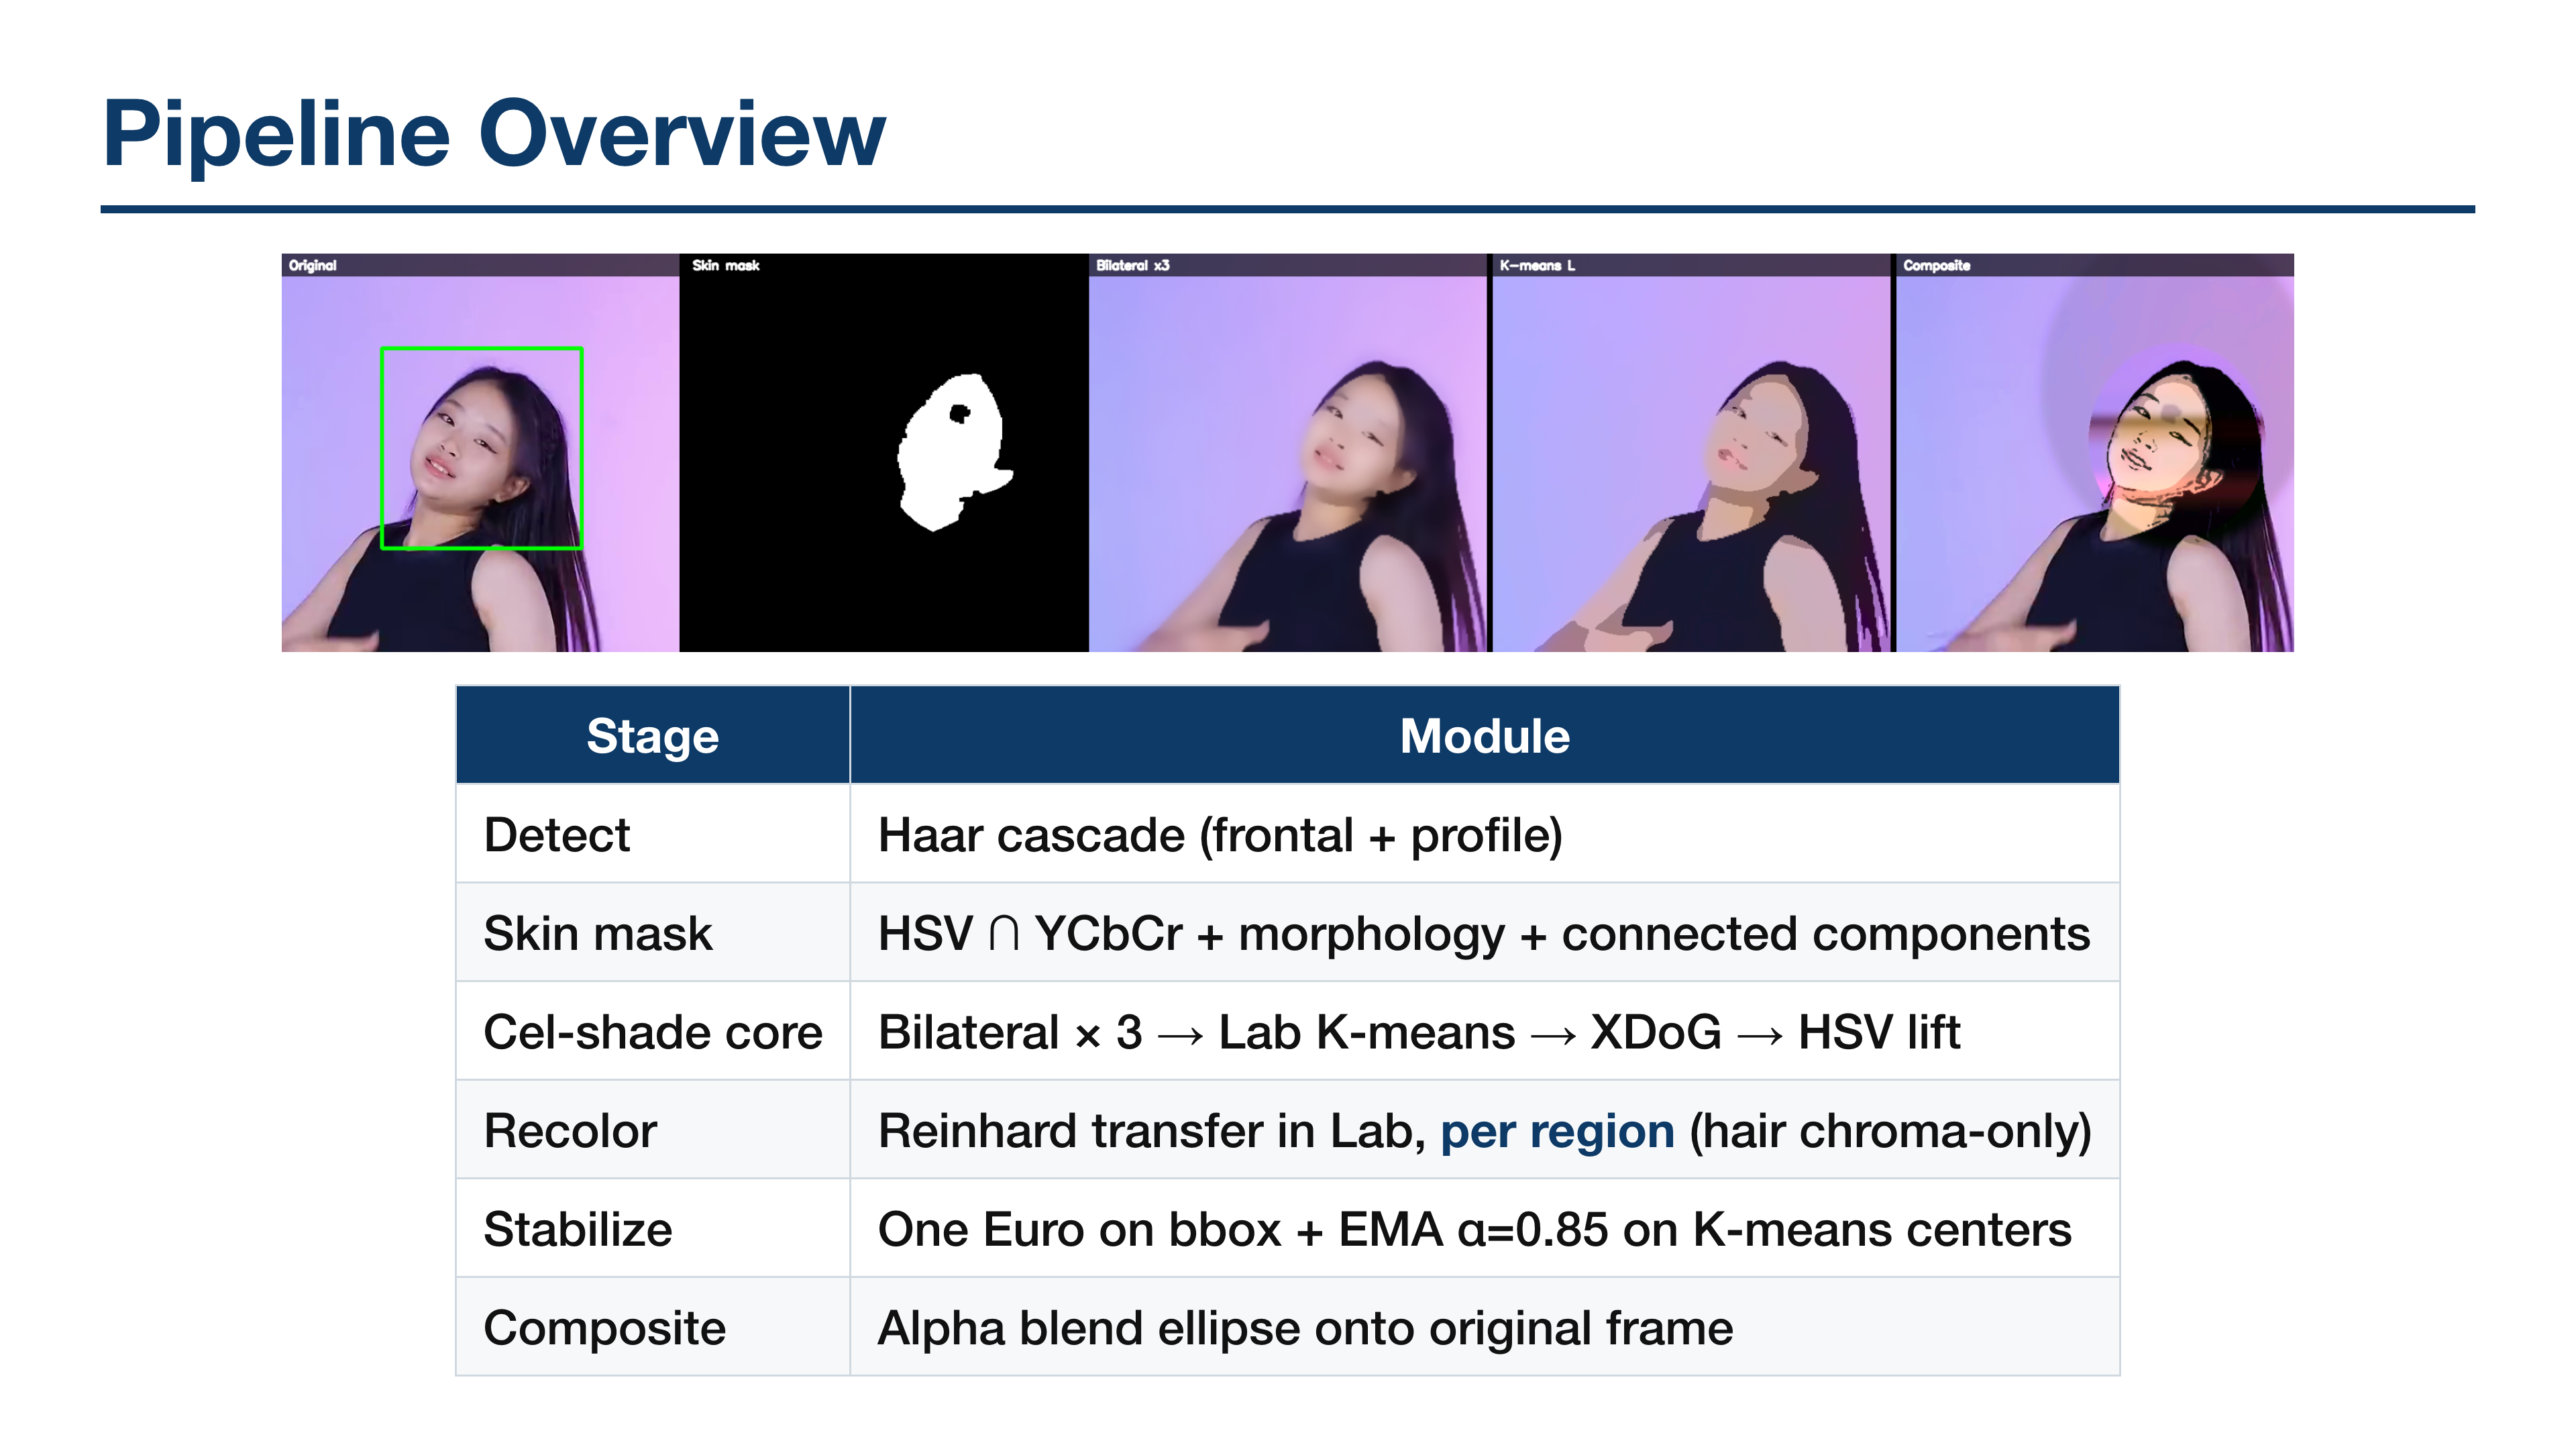 Pipeline Overview
Original
Skin mask
Bilateral x3
K-means L
Composite
Stage
Module
Detect
Haar cascade (frontal + profile)
Skin mask
HSV ∩ YCbCr + morphology + connected components
Cel-shade core
Bilateral × 3 → Lab K-means → XDoG → HSV lift
Recolor
Reinhard transfer in Lab, per region (hair chroma-only)
Stabilize
One Euro on bbox + EMA α=0.85 on K-means centers
Composite
Alpha blend ellipse onto original frame